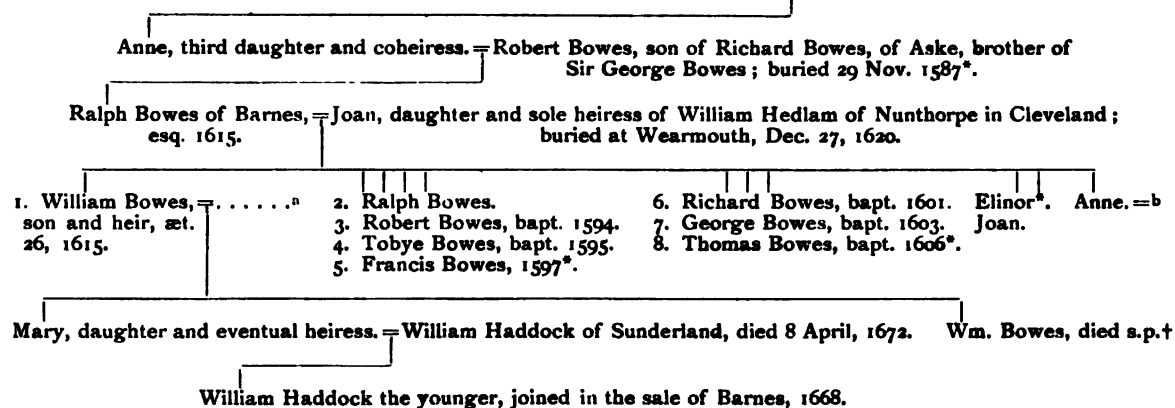 Anne, third daughter and coheiress.=Robert Bowes, son of Richard Bowes, of Aske, brother of
Sir George Bowes; buried 29 Nov. 1587*.
Ralph Bowes of Barnes,=Joan, daughter and sole heiress of William Hedlam of Nunthorpe in Cleveland;
esq. 1615.
buried at Wearmouth, Dec. 27, 1620.
1. William Bowes,=......a
son and heir, æt.
26, 1615.
2. Ralph Bowes.
3. Robert Bowes, bapt. 1594.
4. Tobye Bowes, bapt. 1595.
5. Francis Bowes, 1597*.
6. Richard Bowes, bapt. 1601.
7. George Bowes, bapt. 1603.
8. Thomas Bowes, bapt. 1606*.
Elinor*.
Joan.
Anne.=b
Mary, daughter and eventual heiress.=William Haddock of Sunderland, died 8 April, 1672.
Wm. Bowes, died s.p.†
William Haddock the younger, joined in the sale of Barnes, 1668.